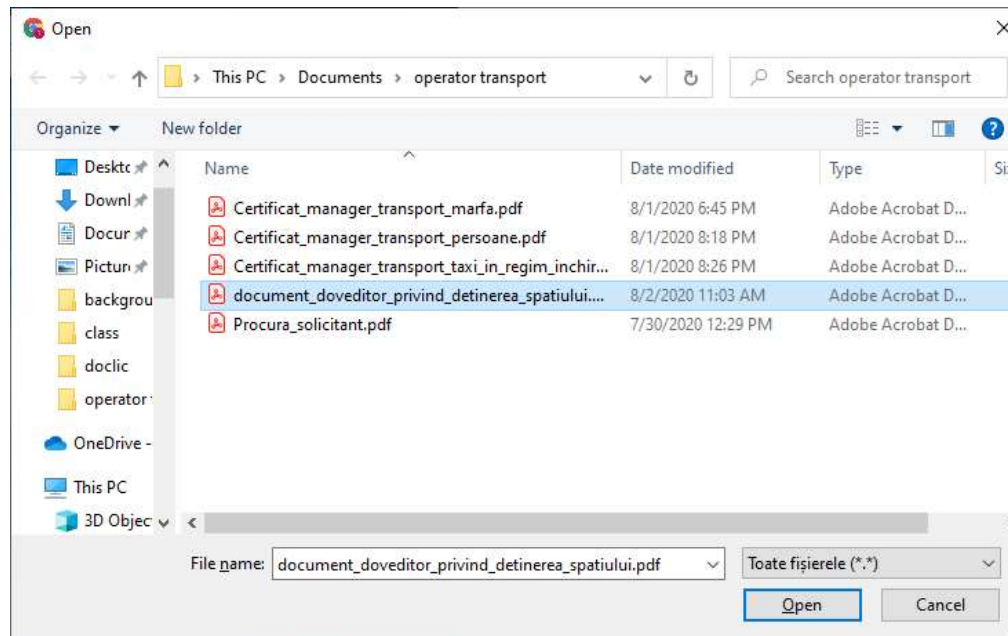 Open
This PC > Documents > operator transport
Search operator transport
Organize
New folder
Name Date modified Type Si
Desktc
Downl
Docur
Pictur
backgrou
class
doclic
operator
OneDrive -
This PC
3D Objec
Certificat_manager_transport_marfa.pdf 8/1/2020 6:45 PM Adobe Acrobat D...
Certificat_manager_transport_persoane.pdf 8/1/2020 8:18 PM Adobe Acrobat D...
Certificat_manager_transport_taxi_in_regim_inchir... 8/1/2020 8:26 PM Adobe Acrobat D...
document_doveditor_privind_detinerea_spatiului.... 8/2/2020 11:03 AM Adobe Acrobat D...
Procura_solicitant.pdf 7/30/2020 12:29 PM Adobe Acrobat D...
File name: document_doveditor_privind_detinerea_spatiului.pdf
Toate fișierele (*.*)
Open Cancel